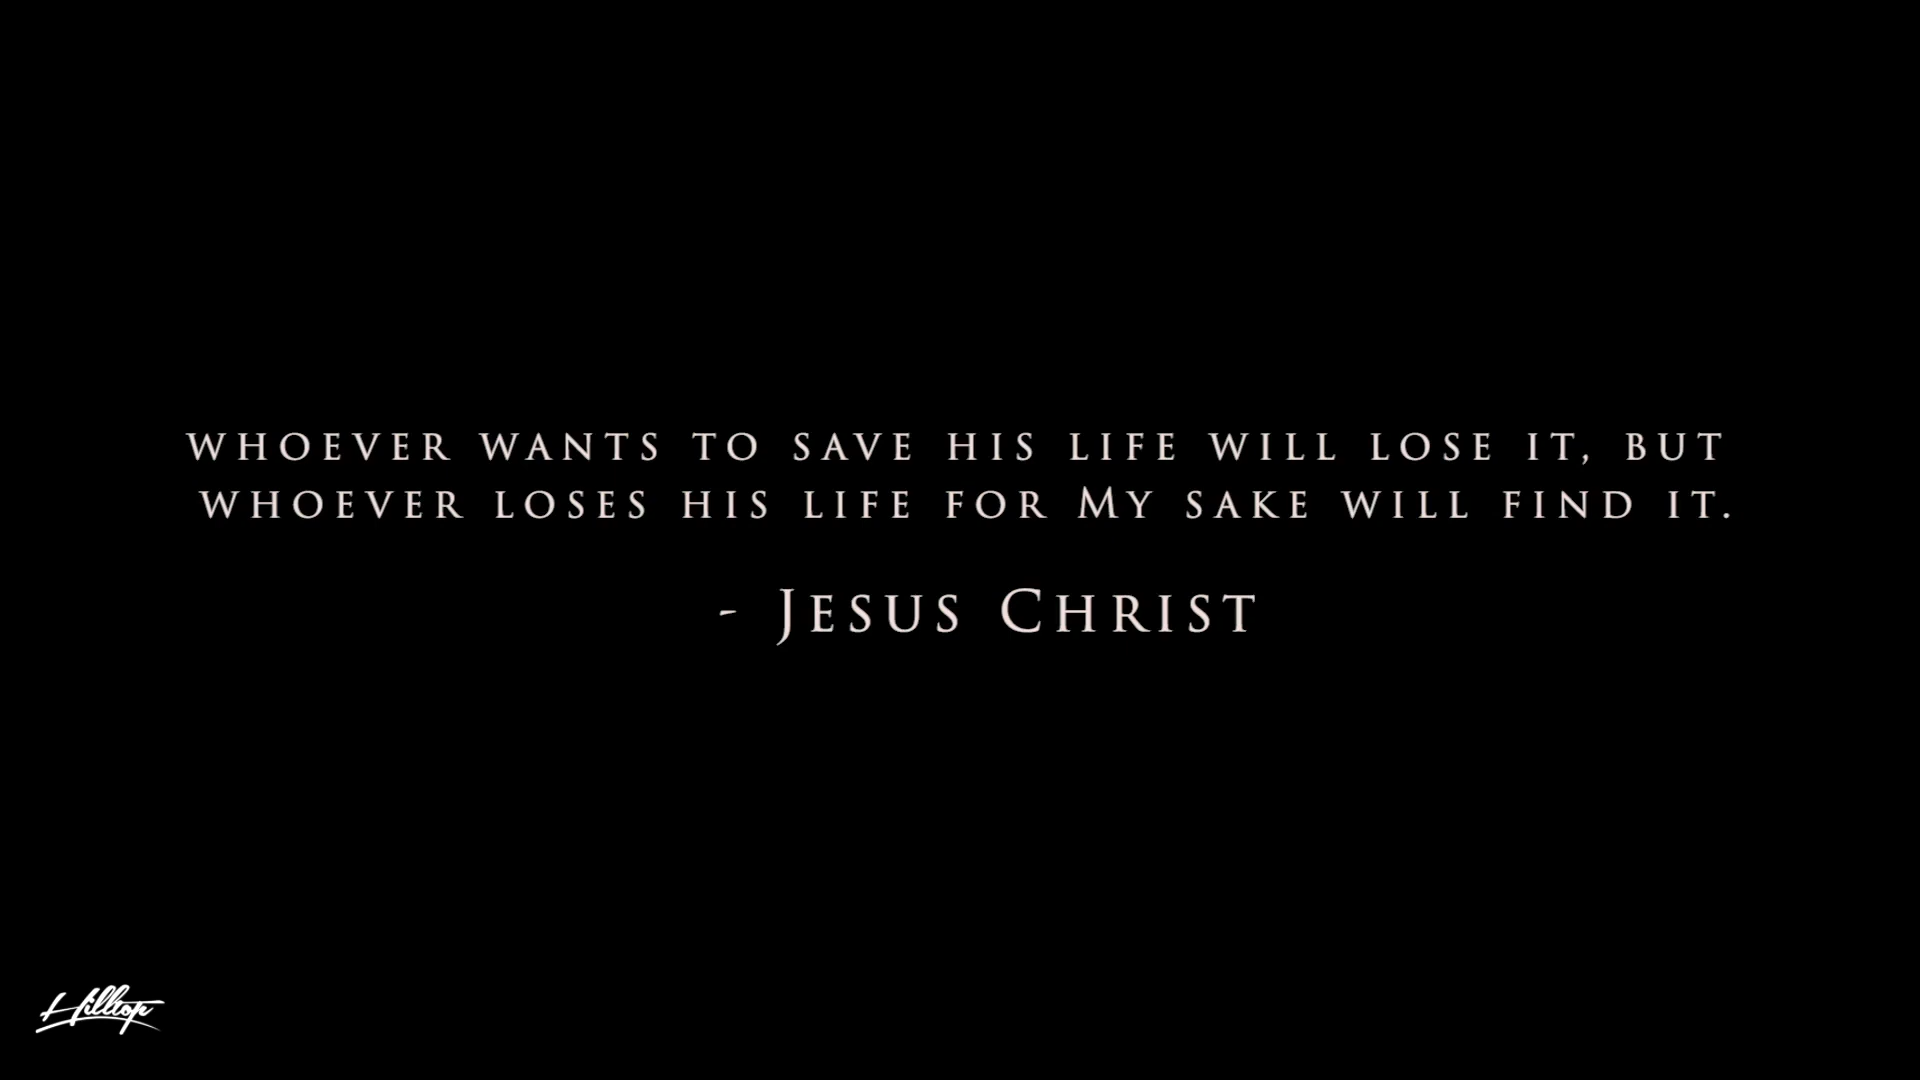 WHOEVER WANTS TO SAVE HIS LIFE WILL LOSE IT, BUT
WHOEVER LOSES HIS LIFE FOR MY SAKE WILL FIND IT.
- JESUS CHRIST
Hilltop